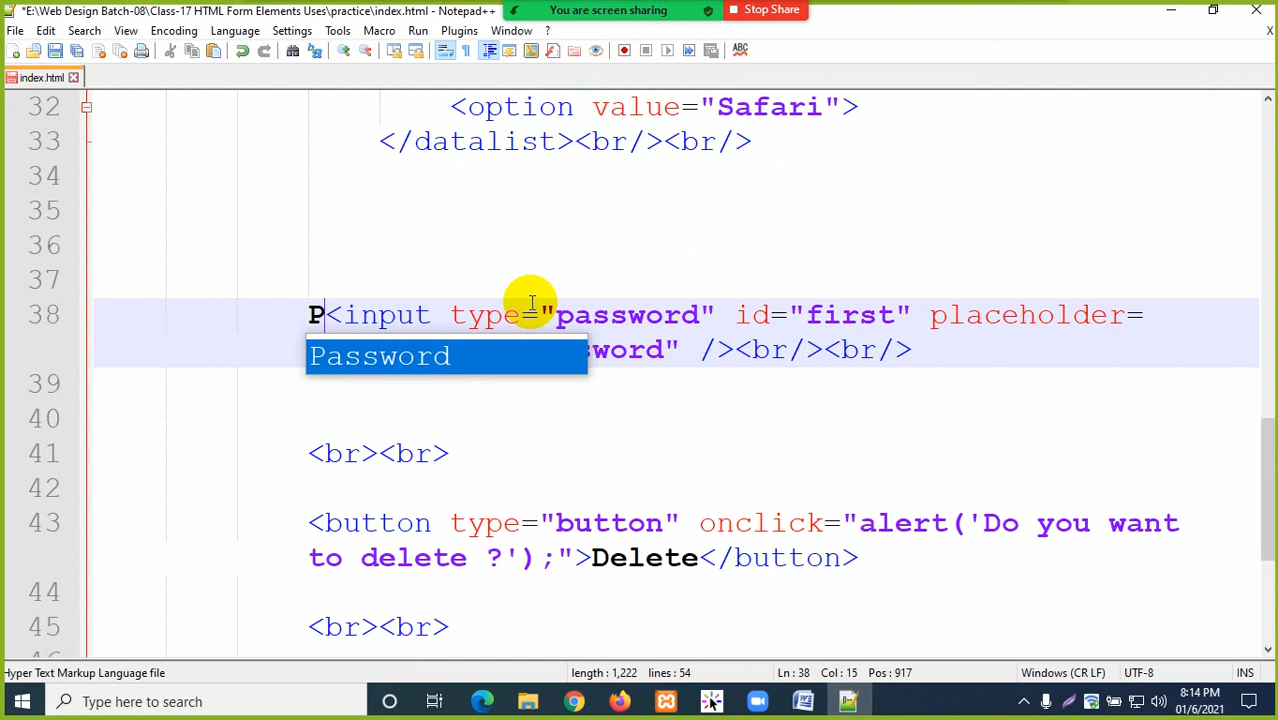 *E:\Web Design Batch-08\Class-17 HTML Form Elements Uses\practice\index.html - Notepad++
You are screen sharing
Stop Share
File Edit Search View Encoding Language Settings Tools Macro Run Plugins Window ?
X
ABC
index.html
32 <option value="Safari">
33 </datalist><br/><br/>
34
35
36
37
38 P<input type="password" id="first" placeholder=
sword" /><br/><br/>
Password
39
40
41 <br><br>
42
43 <button type="button" onclick="alert('Do you want
to delete ?');">Delete</button>
44
45 <br><br>
Hyper Text Markup Language file length : 1,222 lines : 54 Ln : 38 Col : 15 Pos : 917 Windows (CR LF) UTF-8 INS
Type here to search
8:14 PM
01/6/2021